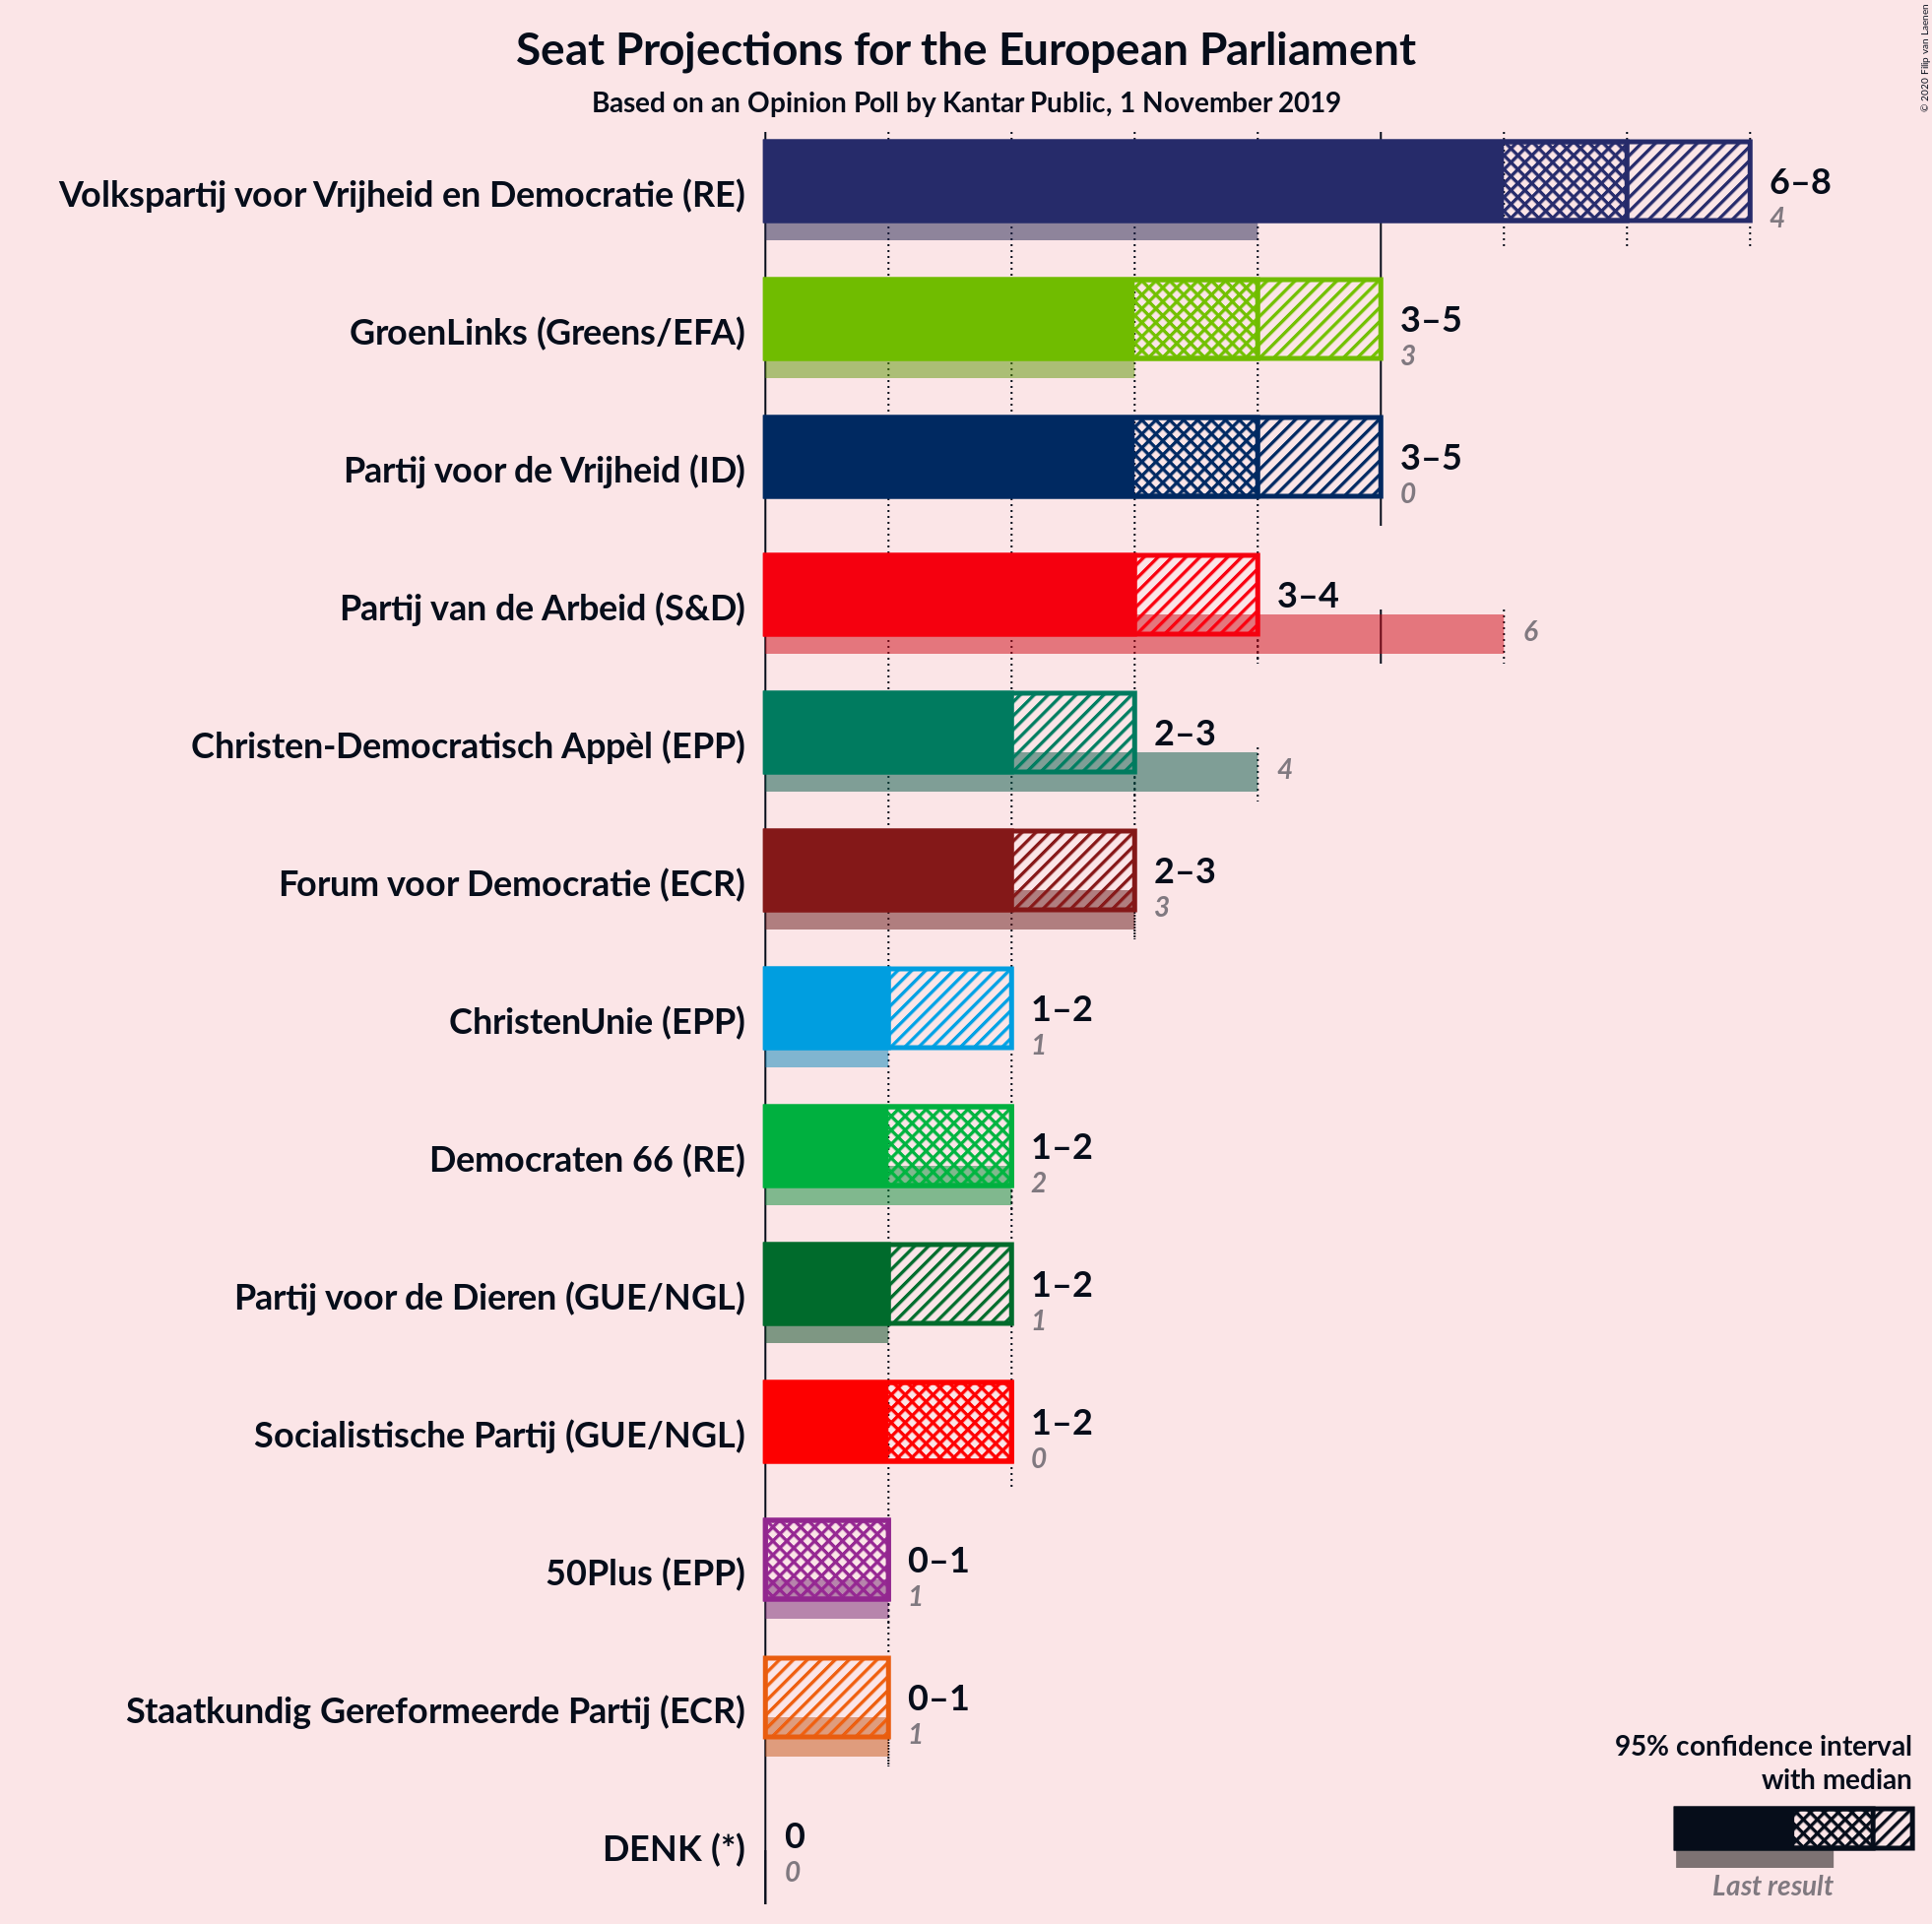 Seat Projections for the European Parliament
Based on an Opinion Poll by Kantar Public, 1 November 2019
© 2020 Filip van Laenen
Volkspartij voor Vrijheid en Democratie (RE)
6–8
4
GroenLinks (Greens/EFA)
3–5
3
Partij voor de Vrijheid (ID)
3–5
0
Partij van de Arbeid (S&D)
3–4
6
Christen-Democratisch Appèl (EPP)
2–3
4
Forum voor Democratie (ECR)
2–3
3
ChristenUnie (EPP)
1–2
1
Democraten 66 (RE)
1–2
2
Partij voor de Dieren (GUE/NGL)
1–2
1
Socialistische Partij (GUE/NGL)
1–2
0
50Plus (EPP)
0–1
1
Staatkundig Gereformeerde Partij (ECR)
0–1
1
DENK (*)
0
0
95% confidence interval
with median
Last result